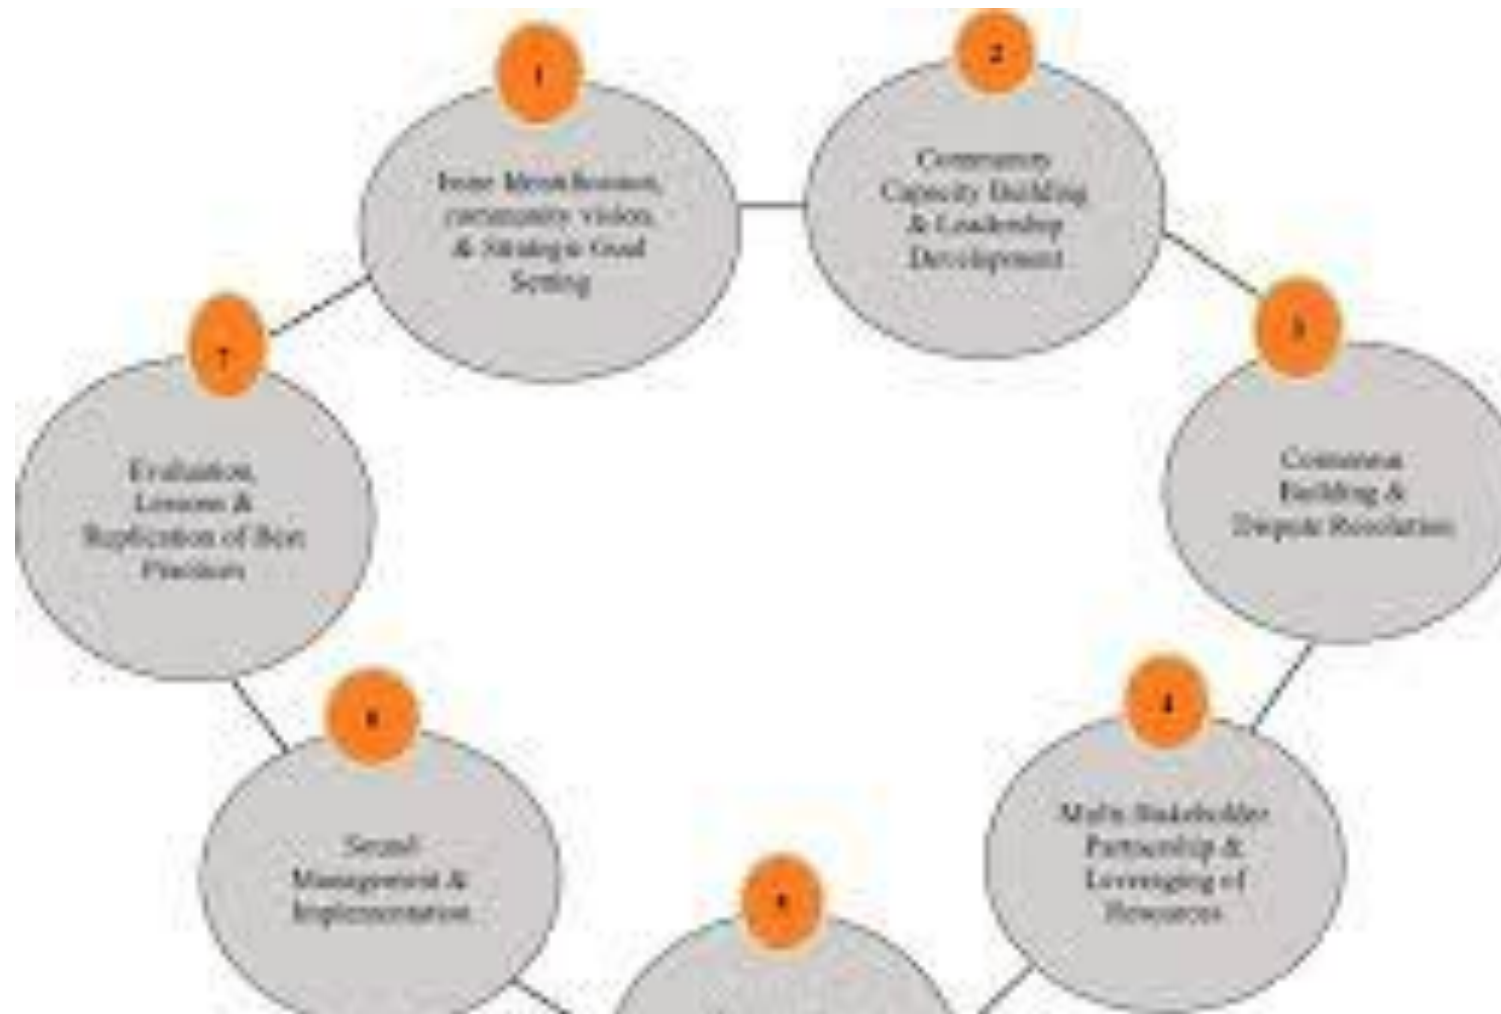 1
Issue Identification,
community vision,
& Strategic Goal
Setting
2
Community
Capacity Building
& Leadership
Development
3
Consensus
Building &
Dispute Resolution
4
Multi-Stakeholder
Partnership &
Leveraging of
Resources
5
6
Sound
Management &
Implementation
7
Evaluation,
Lessons &
Replication of Best
Practices